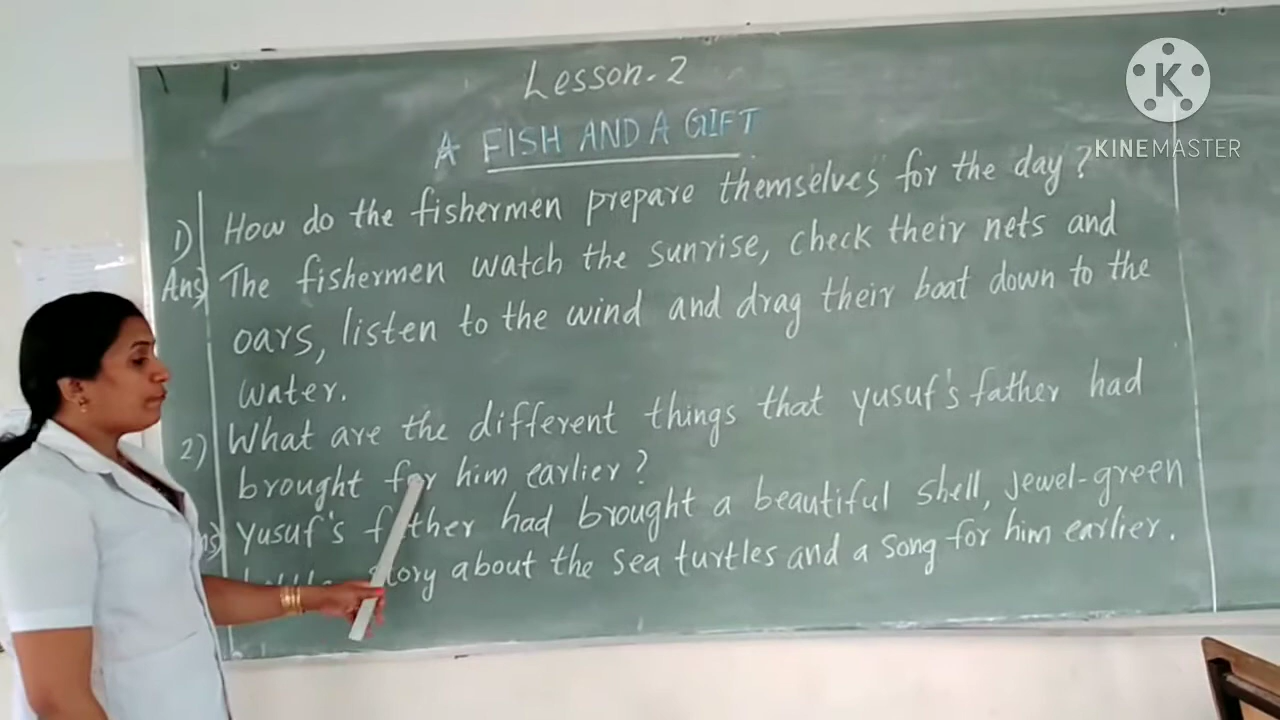 Lesson-2
A FISH AND A GIFT
1) How do the fishermen prepare themselves for the day?
Ans) The fishermen watch the sunrise, check their nets and
oars, listen to the wind and drag their boat down to the
water.
2) What are the different things that yusuf's father had
brought for him earlier?
yusuf's father had brought a beautiful shell, jewel-green
story about the sea turtles and a song for him earlier.
K
KINEMASTER